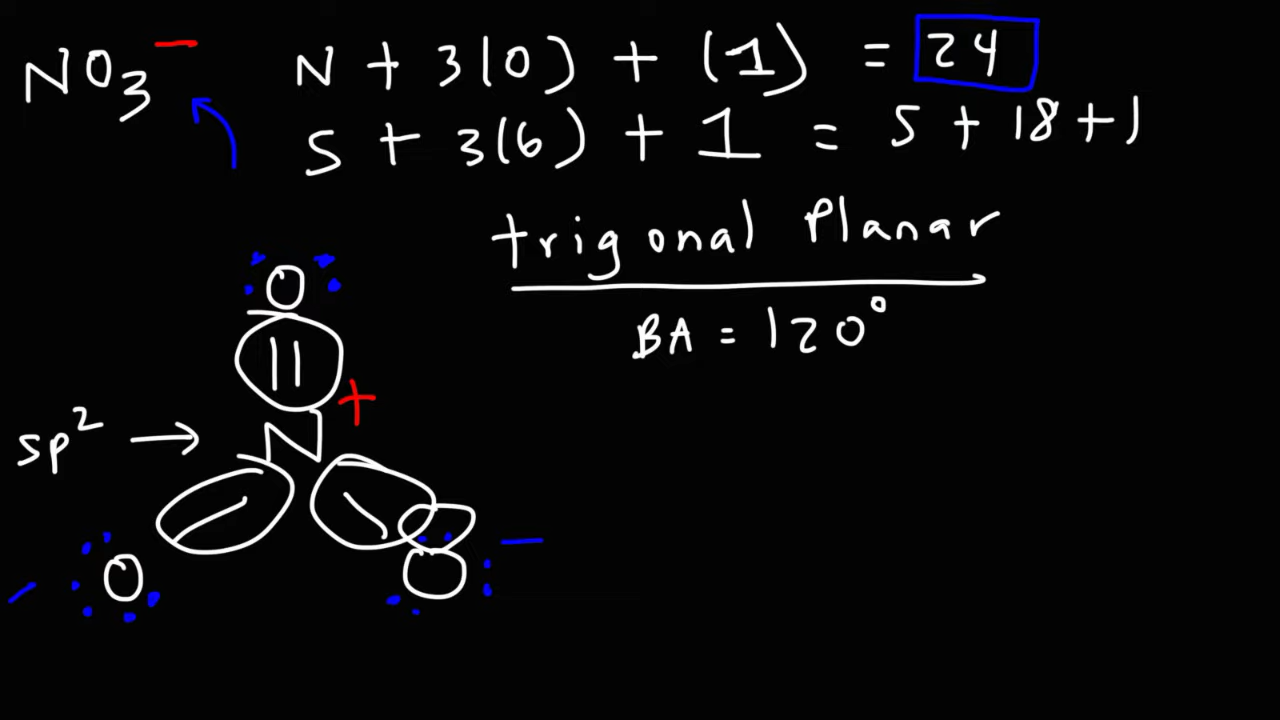 NO₃⁻ N + 3(O) + (1) = 24
5 + 3(6) + 1 = 5 + 18 + 1
trigonal Planar
BA = 120°
O
||
+
sp² → N
O O
− −